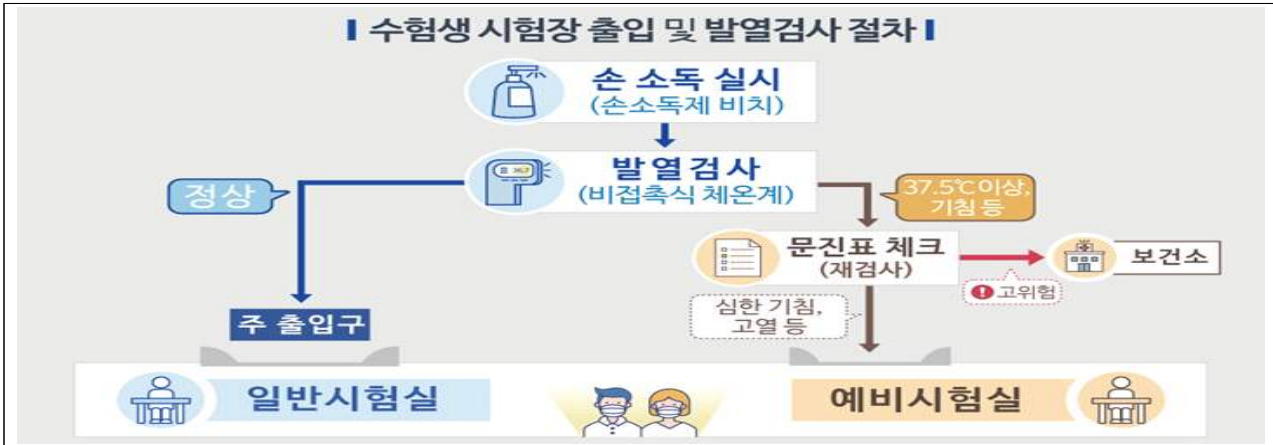 수험생 시험장 출입 및 발열검사 절차
손 소독 실시
(손소독제 비치)
발열검사
(비접촉식 체온계)
정상
37.5℃이상,
기침 등
문진표 체크
(재검사)
보건소
고위험
심한 기침,
고열 등
주 출입구
일반시험실
예비시험실